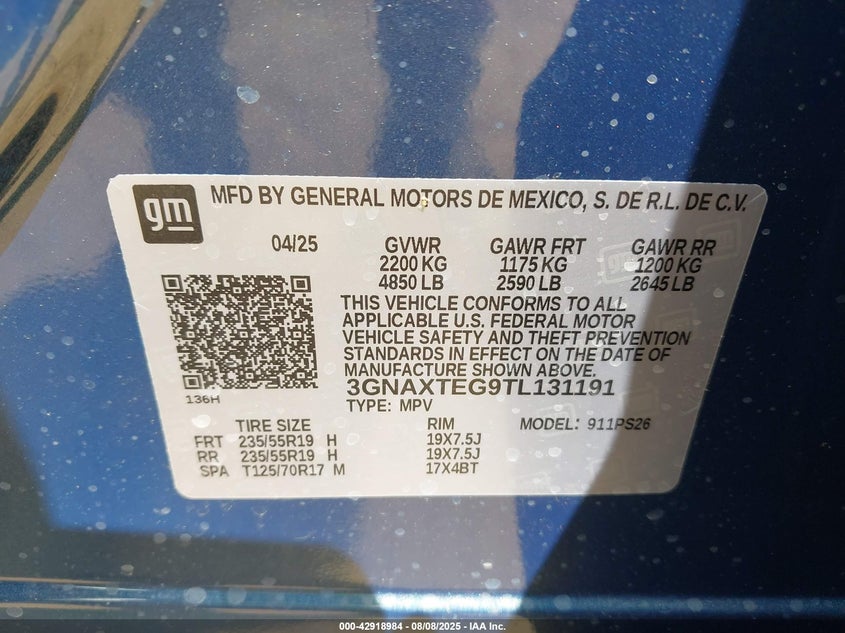 gm
MFD BY GENERAL MOTORS DE MEXICO, S. DE R.L. DE C.V.
04/25 GVWR GAWR FRT GAWR RR
2200 KG 1175 KG 1200 KG
4850 LB 2590 LB 2645 LB
THIS VEHICLE CONFORMS TO ALL
APPLICABLE U.S. FEDERAL MOTOR
VEHICLE SAFETY AND THEFT PREVENTION
STANDARDS IN EFFECT ON THE DATE OF
MANUFACTURE SHOWN ABOVE.
3GNAXTEG9TL131191
136H
TYPE: MPV
TIRE SIZE RIM MODEL: 911PS26
FRT 235/55R19 H 19X7.5J
RR 235/55R19 H 19X7.5J
SPA T125/70R17 M 17X4BT
000-42918984 - 08/08/2025 - IAA Inc.